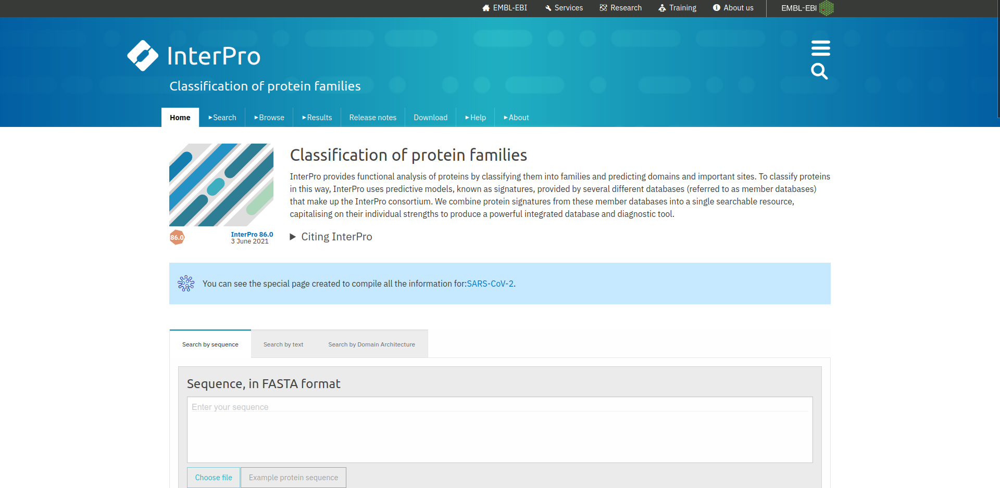 EMBL-EBI Services Research Training About us EMBL-EBI
InterPro
Classification of protein families
Home Search Browse Results Release notes Download Help About
Classification of protein families
InterPro provides functional analysis of proteins by classifying them into families and predicting domains and important sites. To classify proteins
in this way, InterPro uses predictive models, known as signatures, provided by several different databases (referred to as member databases)
that make up the InterPro consortium. We combine protein signatures from these member databases into a single searchable resource,
capitalising on their individual strengths to produce a powerful integrated database and diagnostic tool.
86.0 InterPro 86.0
3 June 2021
Citing InterPro
You can see the special page created to compile all the information for:SARS-CoV-2.
Search by sequence Search by text Search by Domain Architecture
Sequence, in FASTA format
Enter your sequence
Choose file Example protein sequence